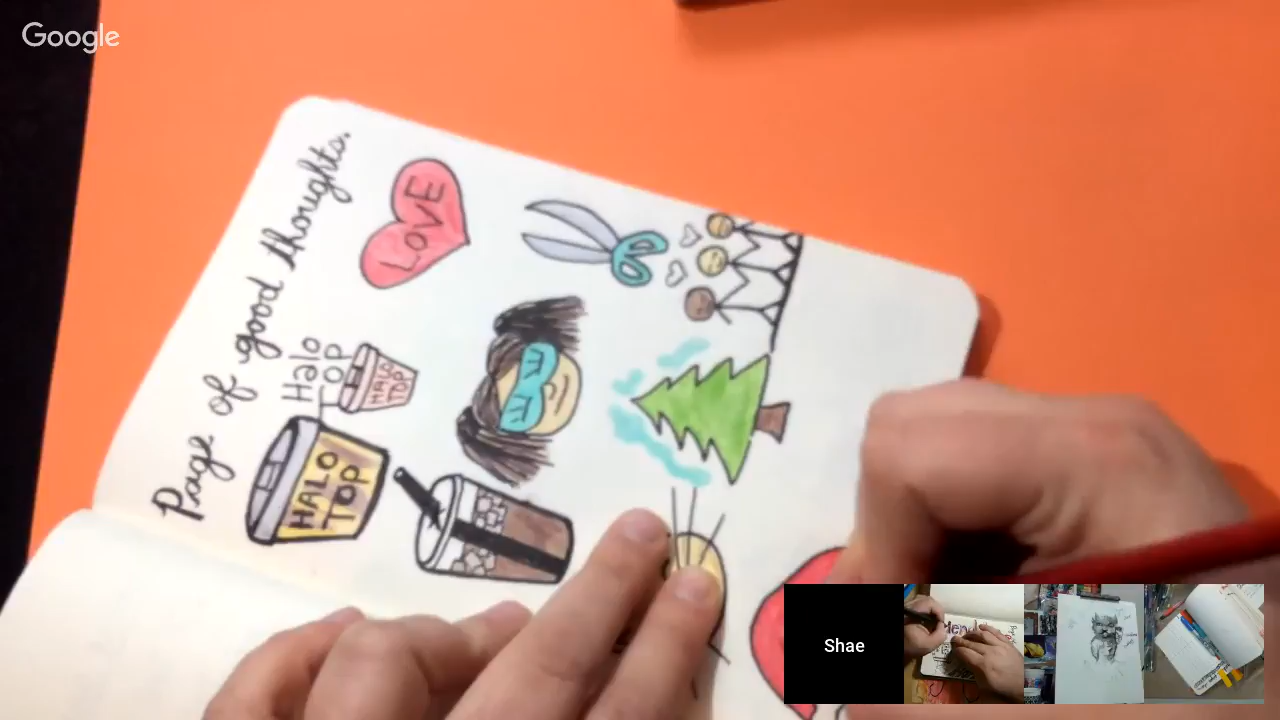 Google
Page of good thoughts.
LOVE
Halo
TOP
HALO
TOP
HALO
TOP
Shae